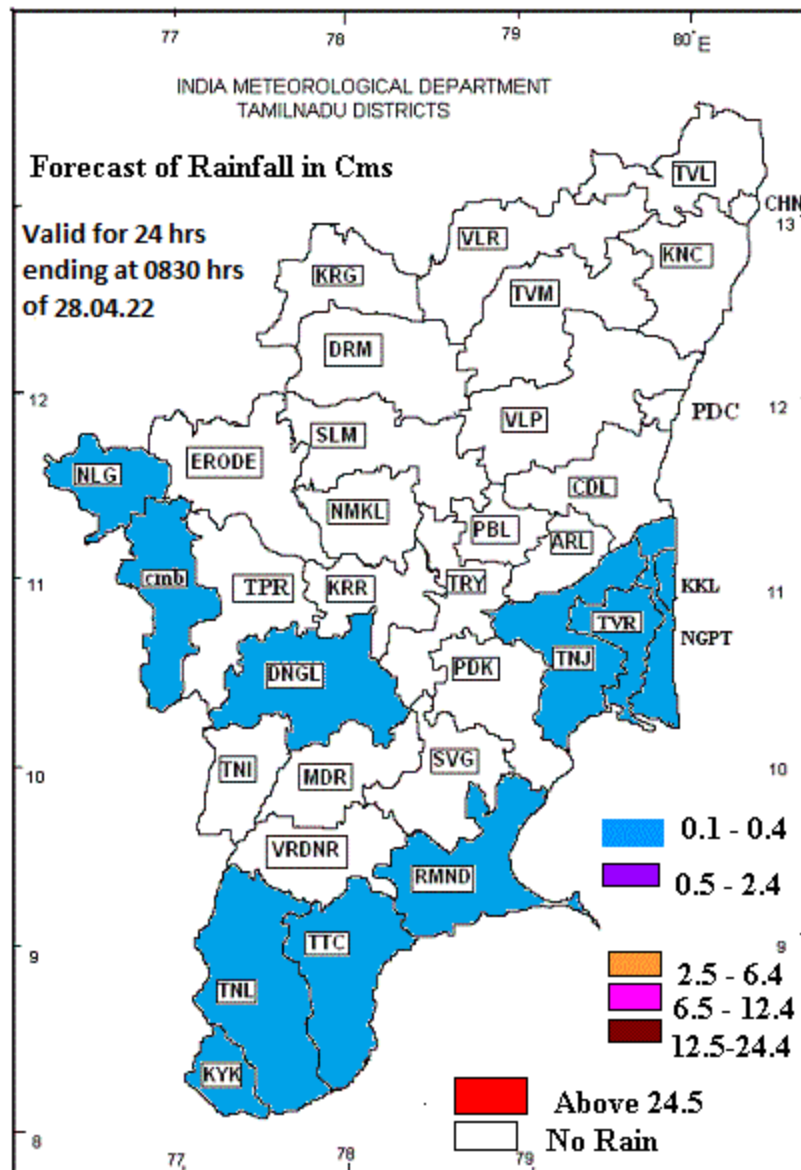 77 78 79 80° E
INDIA METEOROLOGICAL DEPARTMENT
TAMILNADU DISTRICTS
Forecast of Rainfall in Cms
TVL
CHN
13
Valid for 24 hrs
ending at 0830 hrs
of 28.04.22
VLR
KNC
KRG
TVM
DRM
12
12
PDC
VLP
SLM
ERODE
NLG
CDL
NMKL
PBL
ARL
11
cmb
TPR
KRR
TRY
KKL
11
TVR
NGPT
TNJ
DNGL
PDK
10
TNI
MDR
SVG
10
VRDNR
RMND
0.1 - 0.4
0.5 - 2.4
9
TTC
9
TNL
2.5 - 6.4
6.5 - 12.4
12.5-24.4
KYK
Above 24.5
No Rain
8
77 78 79